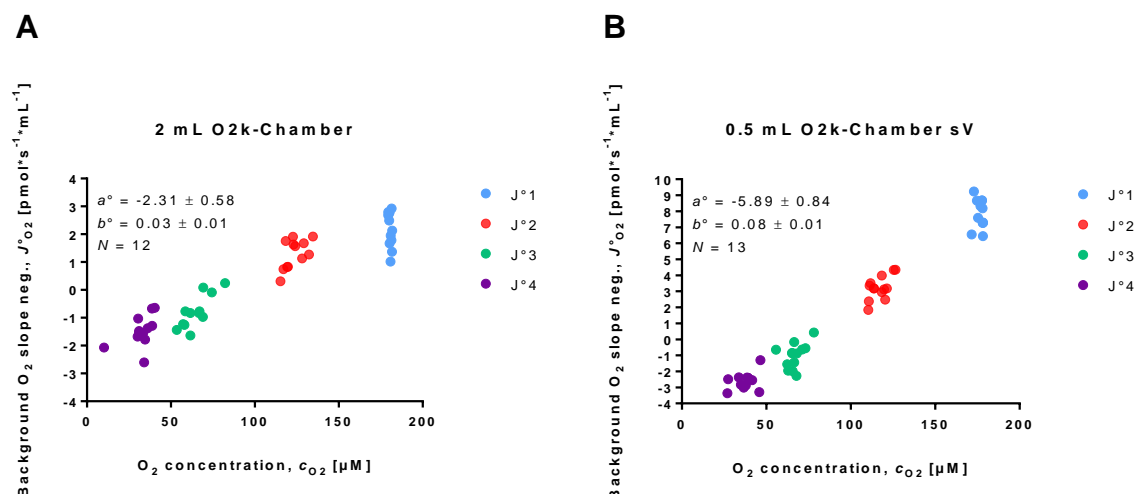 A
2 mL O2k-Chamber
Background O₂ slope neg., J°O₂ [pmol*s⁻¹*mL⁻¹]
4
3
2
1
0
-1
-2
-3
-4
a° = -2.31 ± 0.58
b° = 0.03 ± 0.01
N = 12
J°1
J°2
J°3
J°4
0 50 100 150 200
O₂ concentration, cO₂ [µM]
B
0.5 mL O2k-Chamber sV
Background O₂ slope neg., J°O₂ [pmol*s⁻¹*mL⁻¹]
10
9
8
7
6
5
4
3
2
1
0
-1
-2
-3
-4
a° = -5.89 ± 0.84
b° = 0.08 ± 0.01
N = 13
J°1
J°2
J°3
J°4
0 50 100 150 200
O₂ concentration, cO₂ [µM]